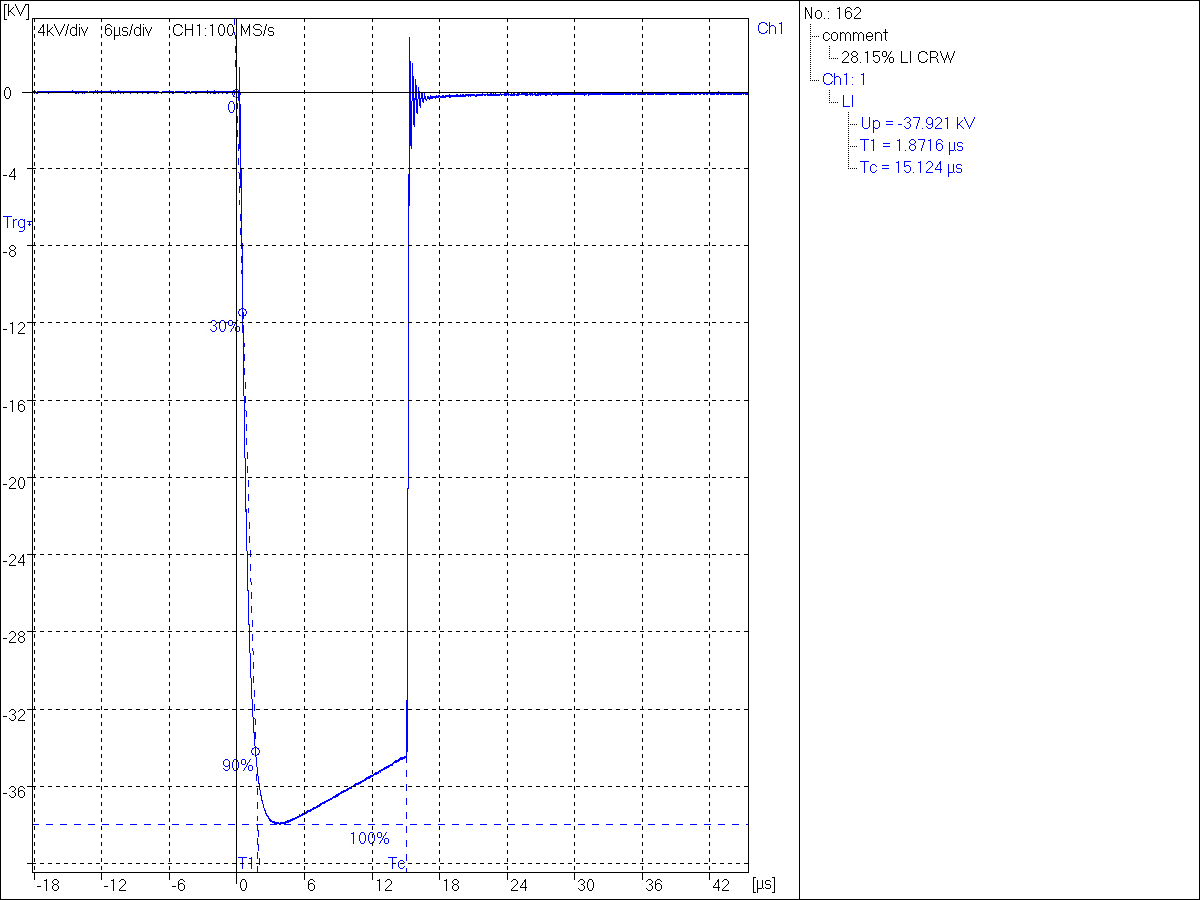 [kV]
4kV/div 6µs/div CH1:100 MS/s
Ch1
0
0
-4
Trg
-8
30%
-12
-16
-20
-24
-28
-32
90%
-36
100%
T1 Tc
-18 -12 -6 0 6 12 18 24 30 36 42 [µs]
No.: 162
comment
28.15% LI CRW
Ch1: 1
LI
Up = -37.921 kV
T1 = 1.8716 µs
Tc = 15.124 µs